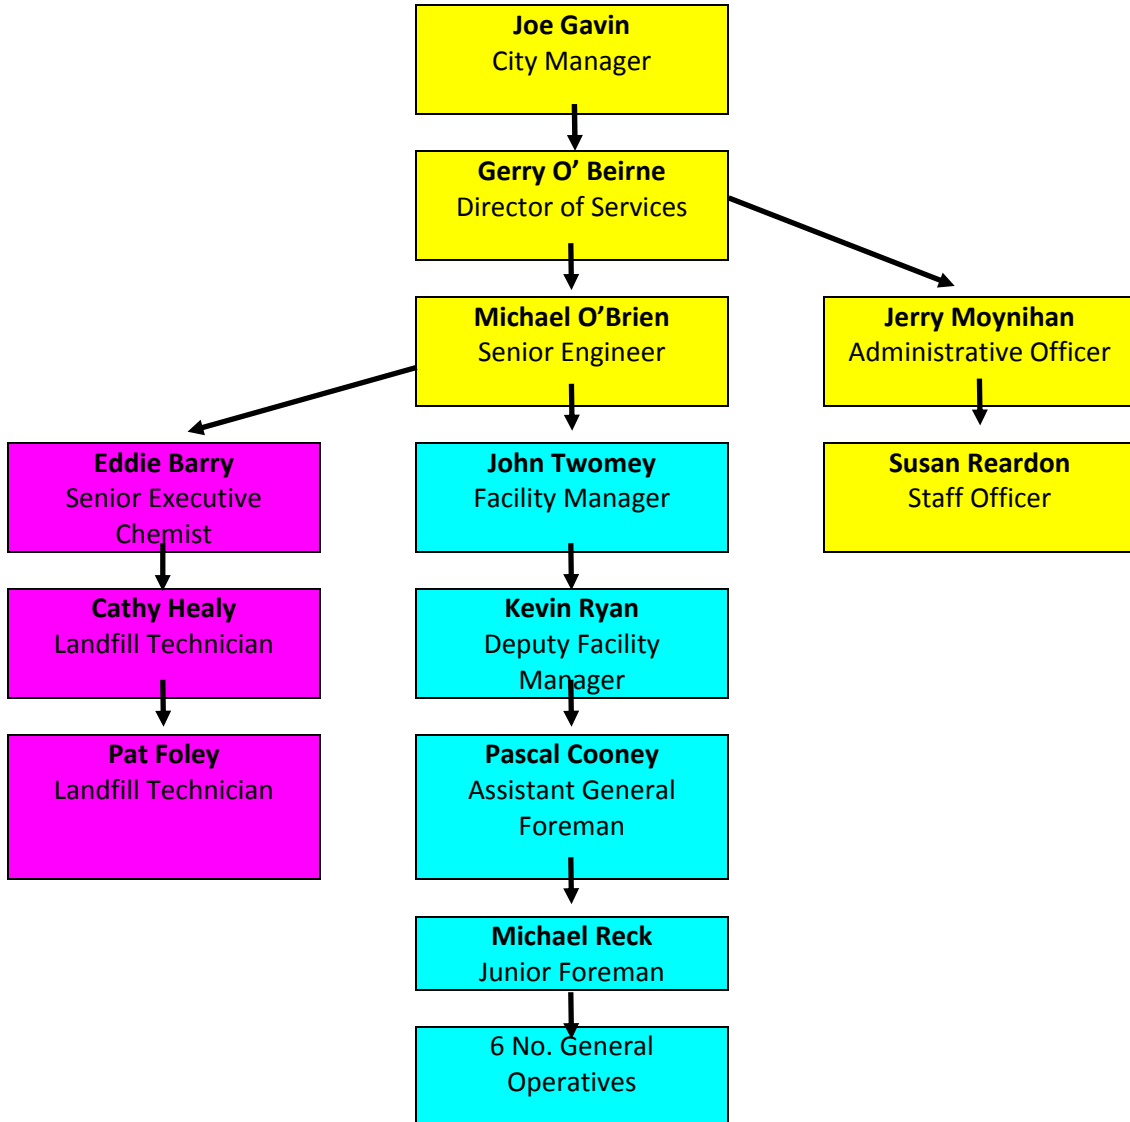 Joe Gavin
City Manager
Gerry O’ Beirne
Director of Services
Michael O’Brien
Senior Engineer
Jerry Moynihan
Administrative Officer
Eddie Barry
Senior Executive
Chemist
John Twomey
Facility Manager
Susan Reardon
Staff Officer
Cathy Healy
Landfill Technician
Kevin Ryan
Deputy Facility
Manager
Pat Foley
Landfill Technician
Pascal Cooney
Assistant General
Foreman
Michael Reck
Junior Foreman
6 No. General
Operatives